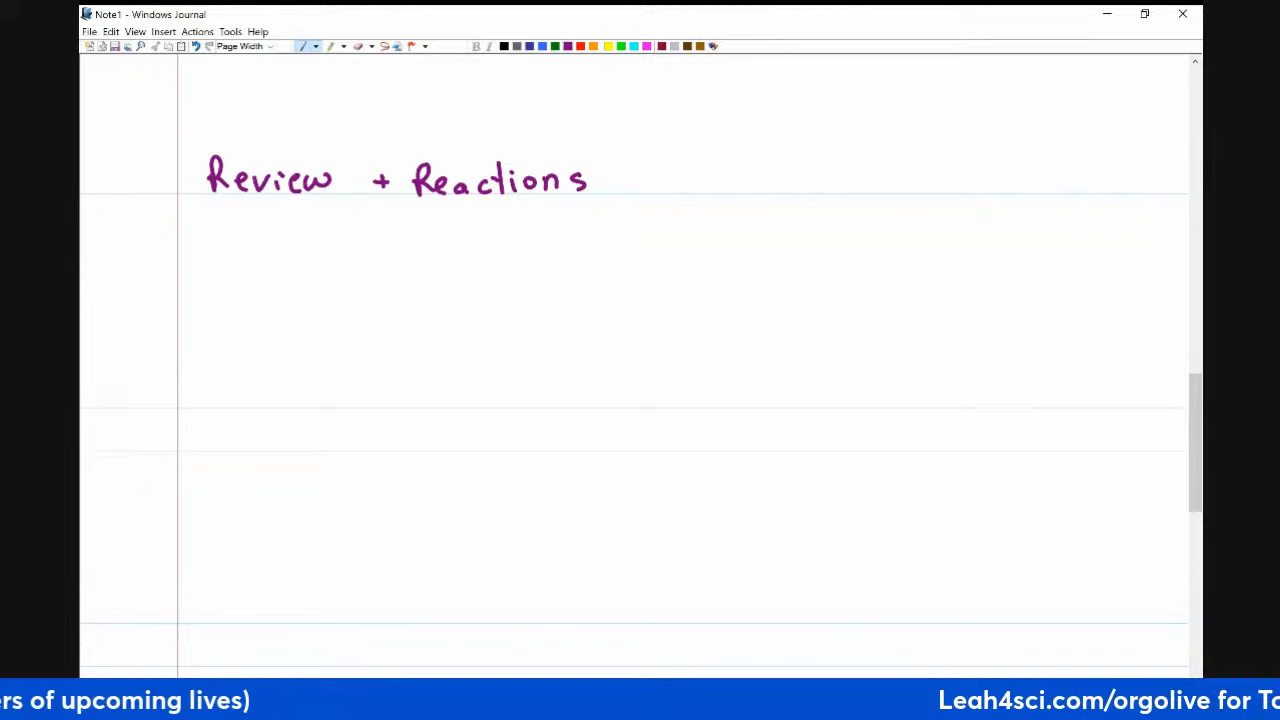 Note1 - Windows Journal
File Edit View Insert Actions Tools Help
Page Width
B I
Review + Reactions
ers of upcoming lives) Leah4sci.com/orgolive for To